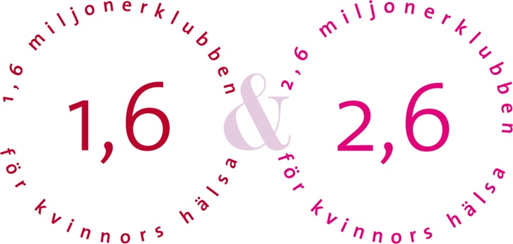 1,6 miljonerklubben
1,6
för kvinnors hälsa
&
2,6 miljonerklubben
2,6
för kvinnors hälsa